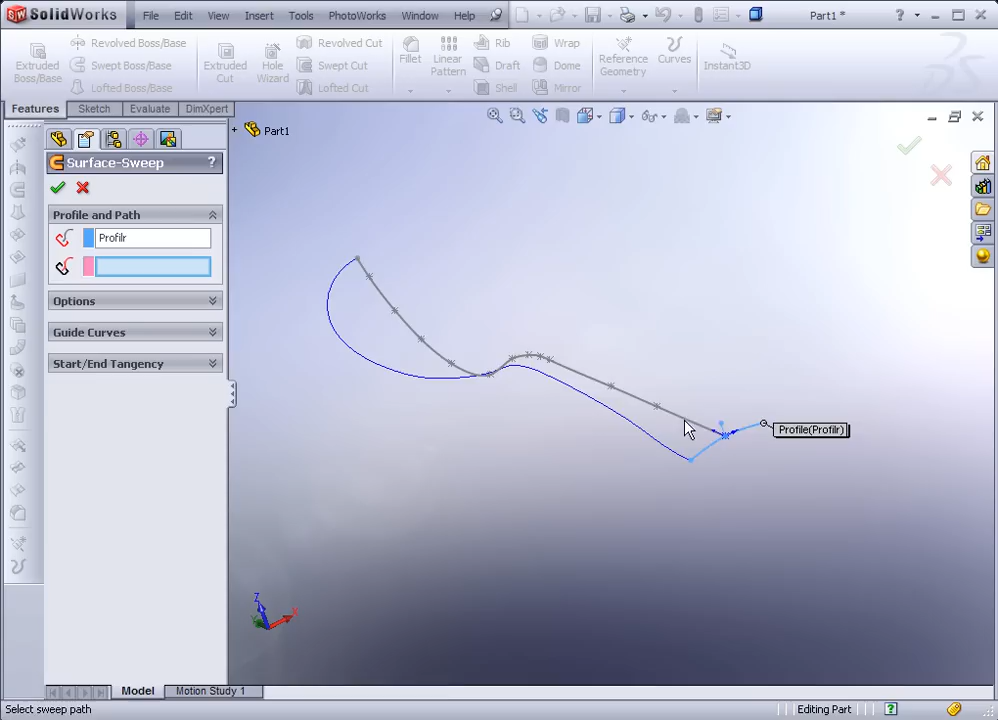 SolidWorks File Edit View Insert Tools PhotoWorks Window Help Part1 * ?
Extruded Boss/Base
Revolved Boss/Base
Swept Boss/Base
Lofted Boss/Base
Extruded Cut
Hole Wizard
Revolved Cut
Swept Cut
Lofted Cut
Fillet
Linear Pattern
Rib
Draft
Shell
Wrap
Dome
Mirror
Reference Geometry
Curves
Instant3D
Features Sketch Evaluate DimXpert
+ Part1
Surface-Sweep ?
Profile and Path
Profilr
Options
Guide Curves
Start/End Tangency
Profile(Profilr)
Z
X
Model Motion Study 1
Select sweep path Editing Part ?